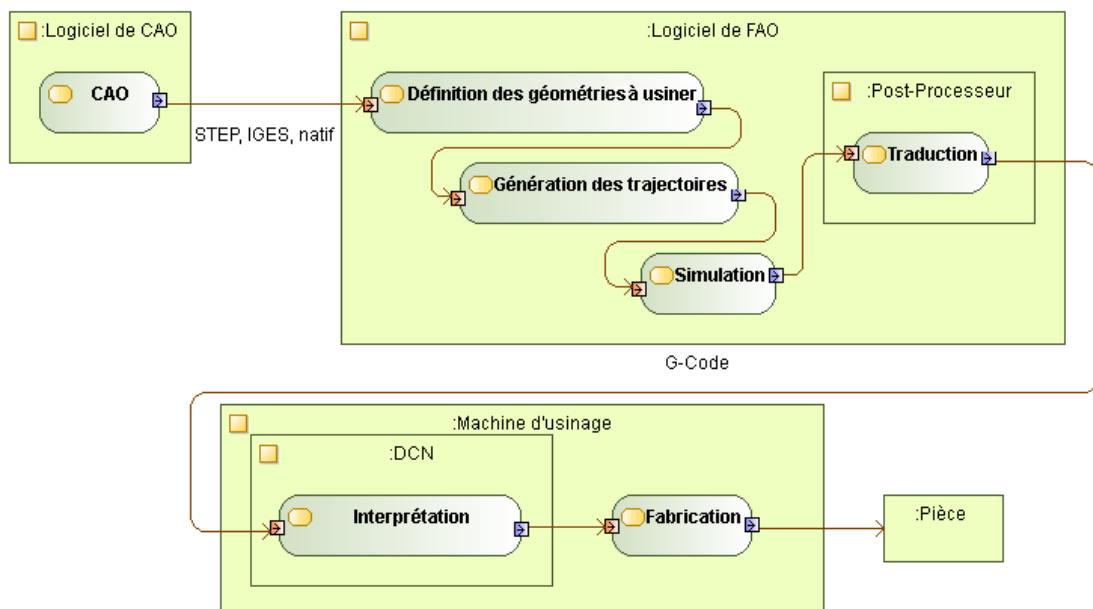 :Logiciel de CAO
CAO
STEP, IGES, natif
:Logiciel de FAO
Définition des géométries à usiner
Génération des trajectoires
Simulation
:Post-Processeur
Traduction
G-Code
:Machine d'usinage
:DCN
Interprétation
Fabrication
:Pièce